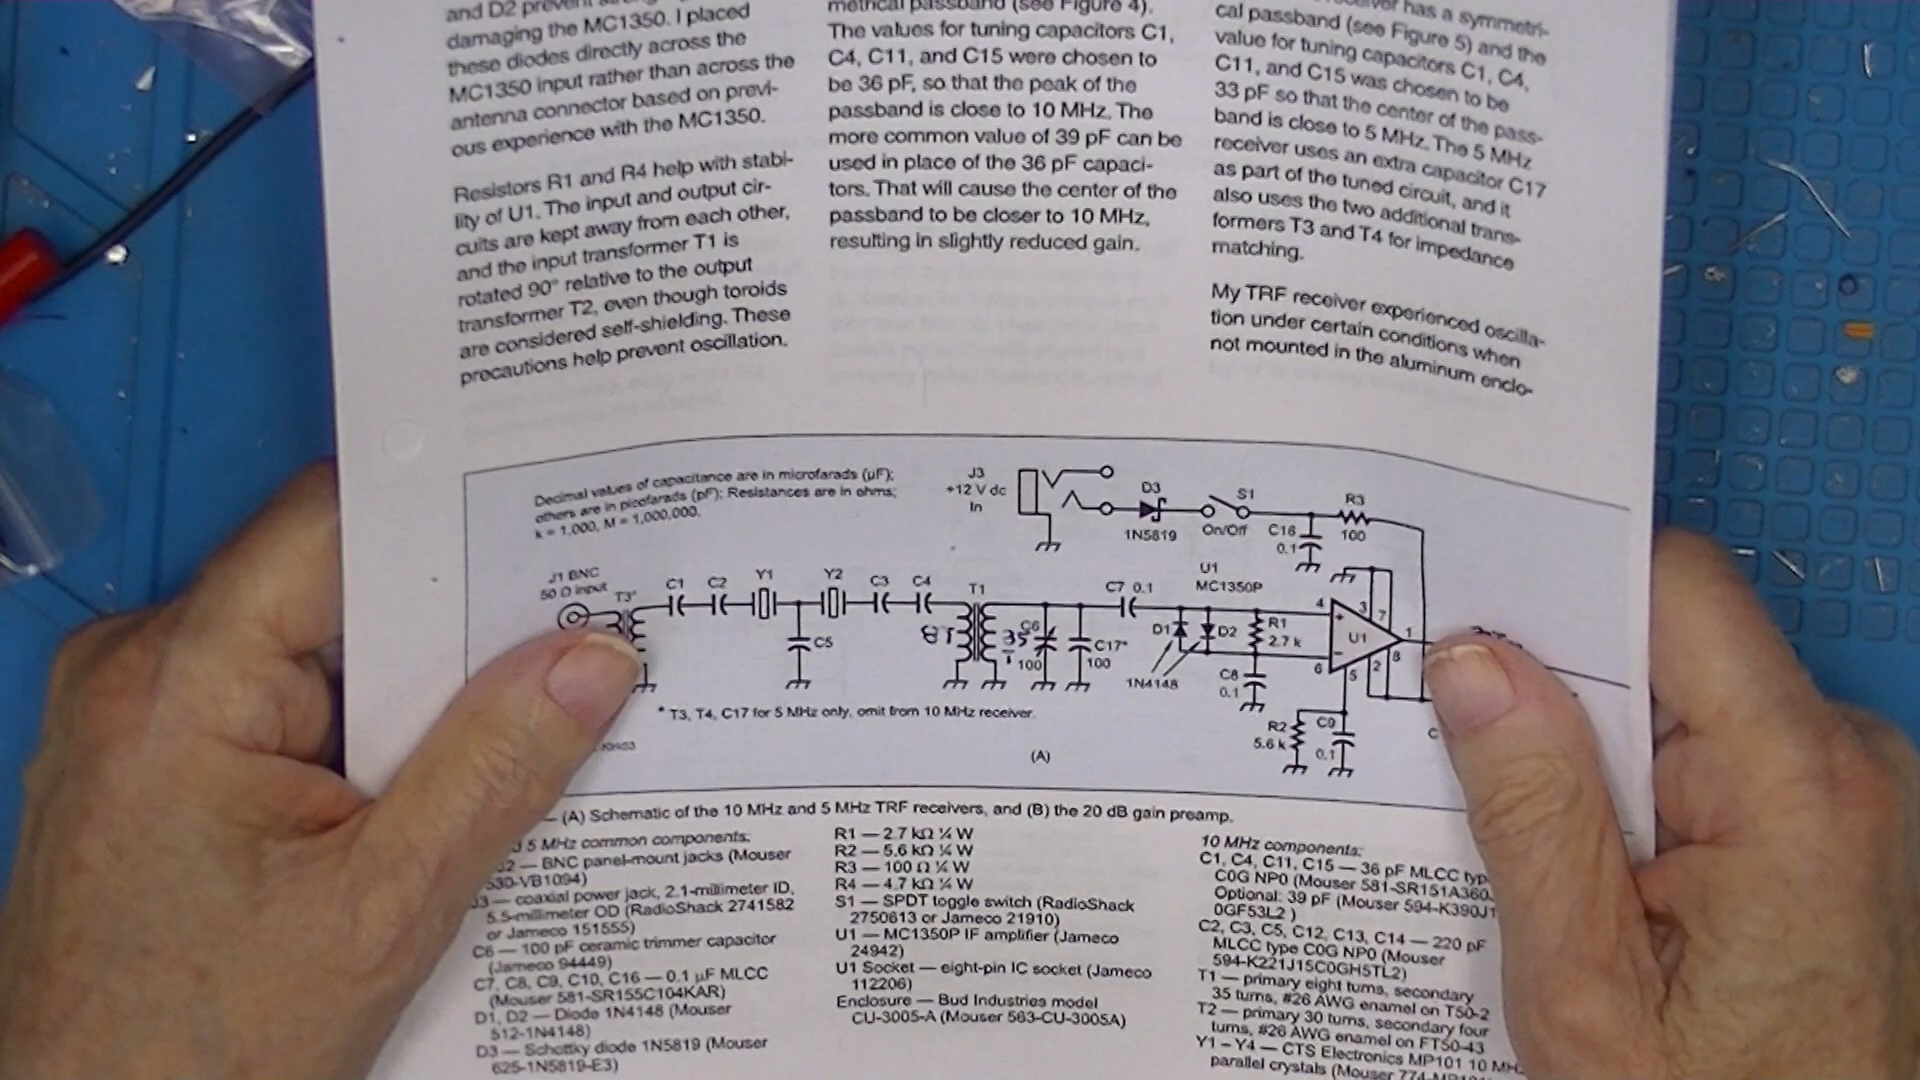 and D2 prevent
damaging the MC1350. I placed
these diodes directly across the
MC1350 input rather than across the
antenna connector based on previ-
ous experience with the MC1350.
Resistors R1 and R4 help with stabi-
lity of U1. The input and output cir-
cuits are kept away from each other,
and the input transformer T1 is
rotated 90° relative to the output
transformer T2, even though toroids
are considered self-shielding. These
precautions help prevent oscillation.
metrical passband (see Figure 4).
The values for tuning capacitors C1,
C4, C11, and C15 were chosen to
be 36 pF, so that the peak of the
passband is close to 10 MHz. The
more common value of 39 pF can be
used in place of the 36 pF capaci-
tors. That will cause the center of the
passband to be closer to 10 MHz,
resulting in slightly reduced gain.
has a symmetri-
cal passband (see Figure 5) and the
value for tuning capacitors C1, C4,
C11, and C15 was chosen to be
33 pF so that the center of the pass-
band is close to 5 MHz. The 5 MHz
receiver uses an extra capacitor C17
as part of the tuned circuit, and it
also uses the two additional trans-
formers T3 and T4 for impedance
matching.
My TRF receiver experienced oscilla-
tion under certain conditions when
not mounted in the aluminum enclo-
Decimal values of capacitance are in microfarads (µF);
others are in picofarads (pF); Resistances are in ohms;
k = 1,000, M = 1,000,000.
J3
+12 V dc
In
D3
1N5819
S1
On/Off
C16
0.1
R3
100
J1 BNC
50 Ω input
T3*
C1
C2
Y1
Y2
C3
C4
C5
T1
8T
35
T
C6
100
C17*
100
C7 0.1
U1
MC1350P
D1
D2
1N4148
R1
2.7 k
C8
0.1
R2
5.6 k
C9
0.1
4
+
3
7
1
U1
-
6
5
2
8
C
* T3, T4, C17 for 5 MHz only, omit from 10 MHz receiver.
(A)
(A) Schematic of the 10 MHz and 5 MHz TRF receivers, and (B) the 20 dB gain preamp.
5 MHz common components:
— BNC panel-mount jacks (Mouser
530-VB1094)
J3 — coaxial power jack, 2.1-millimeter ID,
5.5-millimeter OD (RadioShack 2741582
or Jameco 151555)
C6 — 100 pF ceramic trimmer capacitor
(Jameco 94449)
C7, C8, C9, C10, C16 — 0.1 µF MLCC
(Mouser 581-SR155C104KAR)
D1, D2 — Diode 1N4148 (Mouser
512-1N4148)
D3 — Schottky diode 1N5819 (Mouser
625-1N5819-E3)
R1 — 2.7 kΩ ¼ W
R2 — 5.6 kΩ ¼ W
R3 — 100 Ω ¼ W
R4 — 4.7 kΩ ¼ W
S1 — SPDT toggle switch (RadioShack
2750613 or Jameco 21910)
U1 — MC1350P IF amplifier (Jameco
24942)
U1 Socket — eight-pin IC socket (Jameco
112206)
Enclosure — Bud Industries model
CU-3005-A (Mouser 563-CU-3005A)
10 MHz components:
C1, C4, C11, C15 — 36 pF MLCC type
C0G NP0 (Mouser 581-SR151A360
Optional: 39 pF (Mouser 594-K390J1
0GF53L2 )
C2, C3, C5, C12, C13, C14 — 220 pF
MLCC type C0G NP0 (Mouser
594-K221J15C0GH5TL2)
T1 — primary eight turns, secondary
35 turns, #26 AWG enamel on T50-2
T2 — primary 30 turns, secondary four
turns, #26 AWG enamel on FT50-43
Y1 – Y4 — CTS Electronics MP101 10 MHz
parallel crystals (Mouser